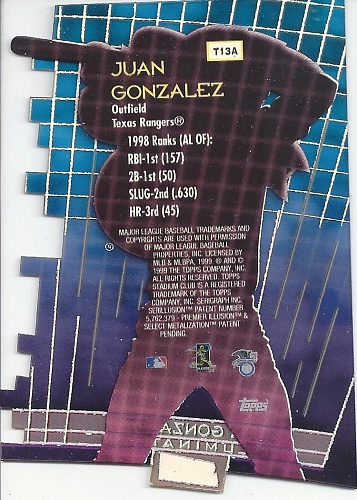 T13A
JUAN
GONZALEZ
Outfield
Texas Rangers®
1998 Ranks (AL OF):
RBI-1st (157)
2B-1st (50)
SLUG-2nd (.630)
HR-3rd (45)
MAJOR LEAGUE BASEBALL TRADEMARKS AND
COPYRIGHTS ARE USED WITH PERMISSION
OF MAJOR LEAGUE BASEBALL
PROPERTIES, INC. LICENSED BY
MLB & MLBPA, 1999. ® AND ©
1999 THE TOPPS COMPANY, INC.
ALL RIGHTS RESERVED. TOPPS
STADIUM CLUB IS A REGISTERED
TRADEMARK OF THE TOPPS
COMPANY, INC. SERIGRAPH INC.
SERILLUSION™ PATENT NUMBER
5,762,379 - PREMIER ILLUSION™ &
SELECT METALIZATION™ PATENT
PENDING.
Topps
GONZA
UMINA